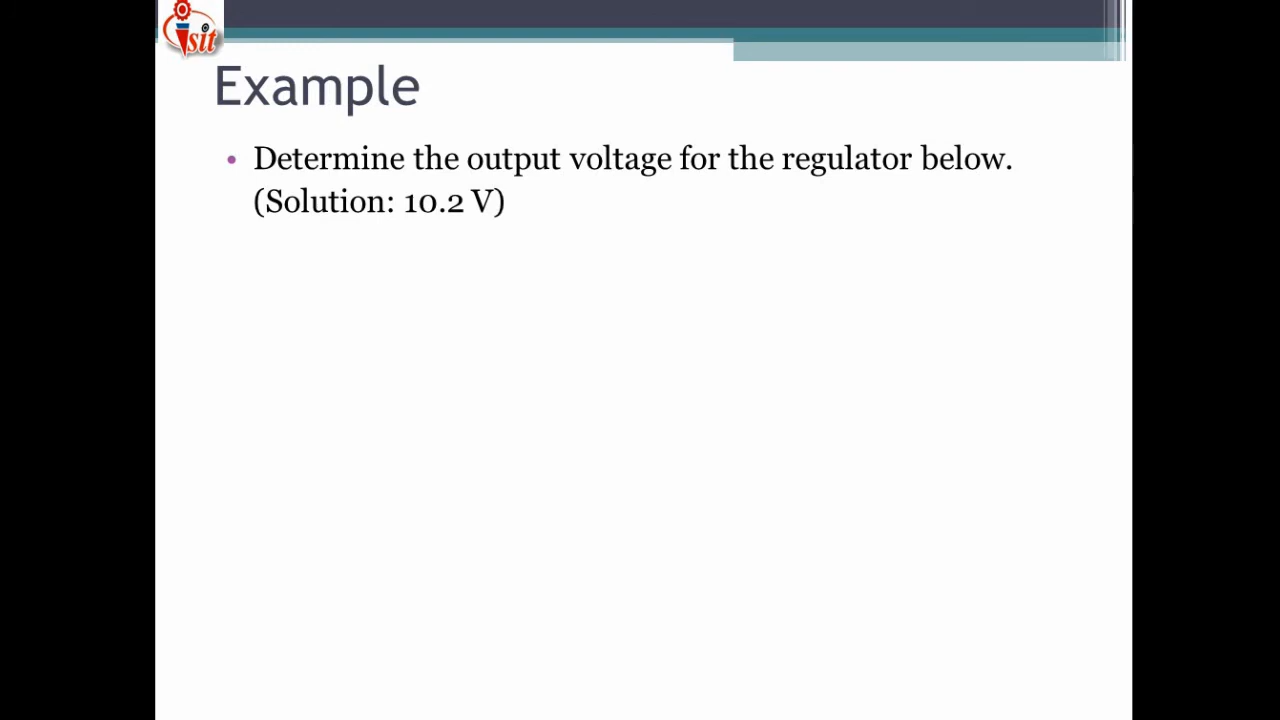 sit
Example
• Determine the output voltage for the regulator below.
(Solution: 10.2 V)